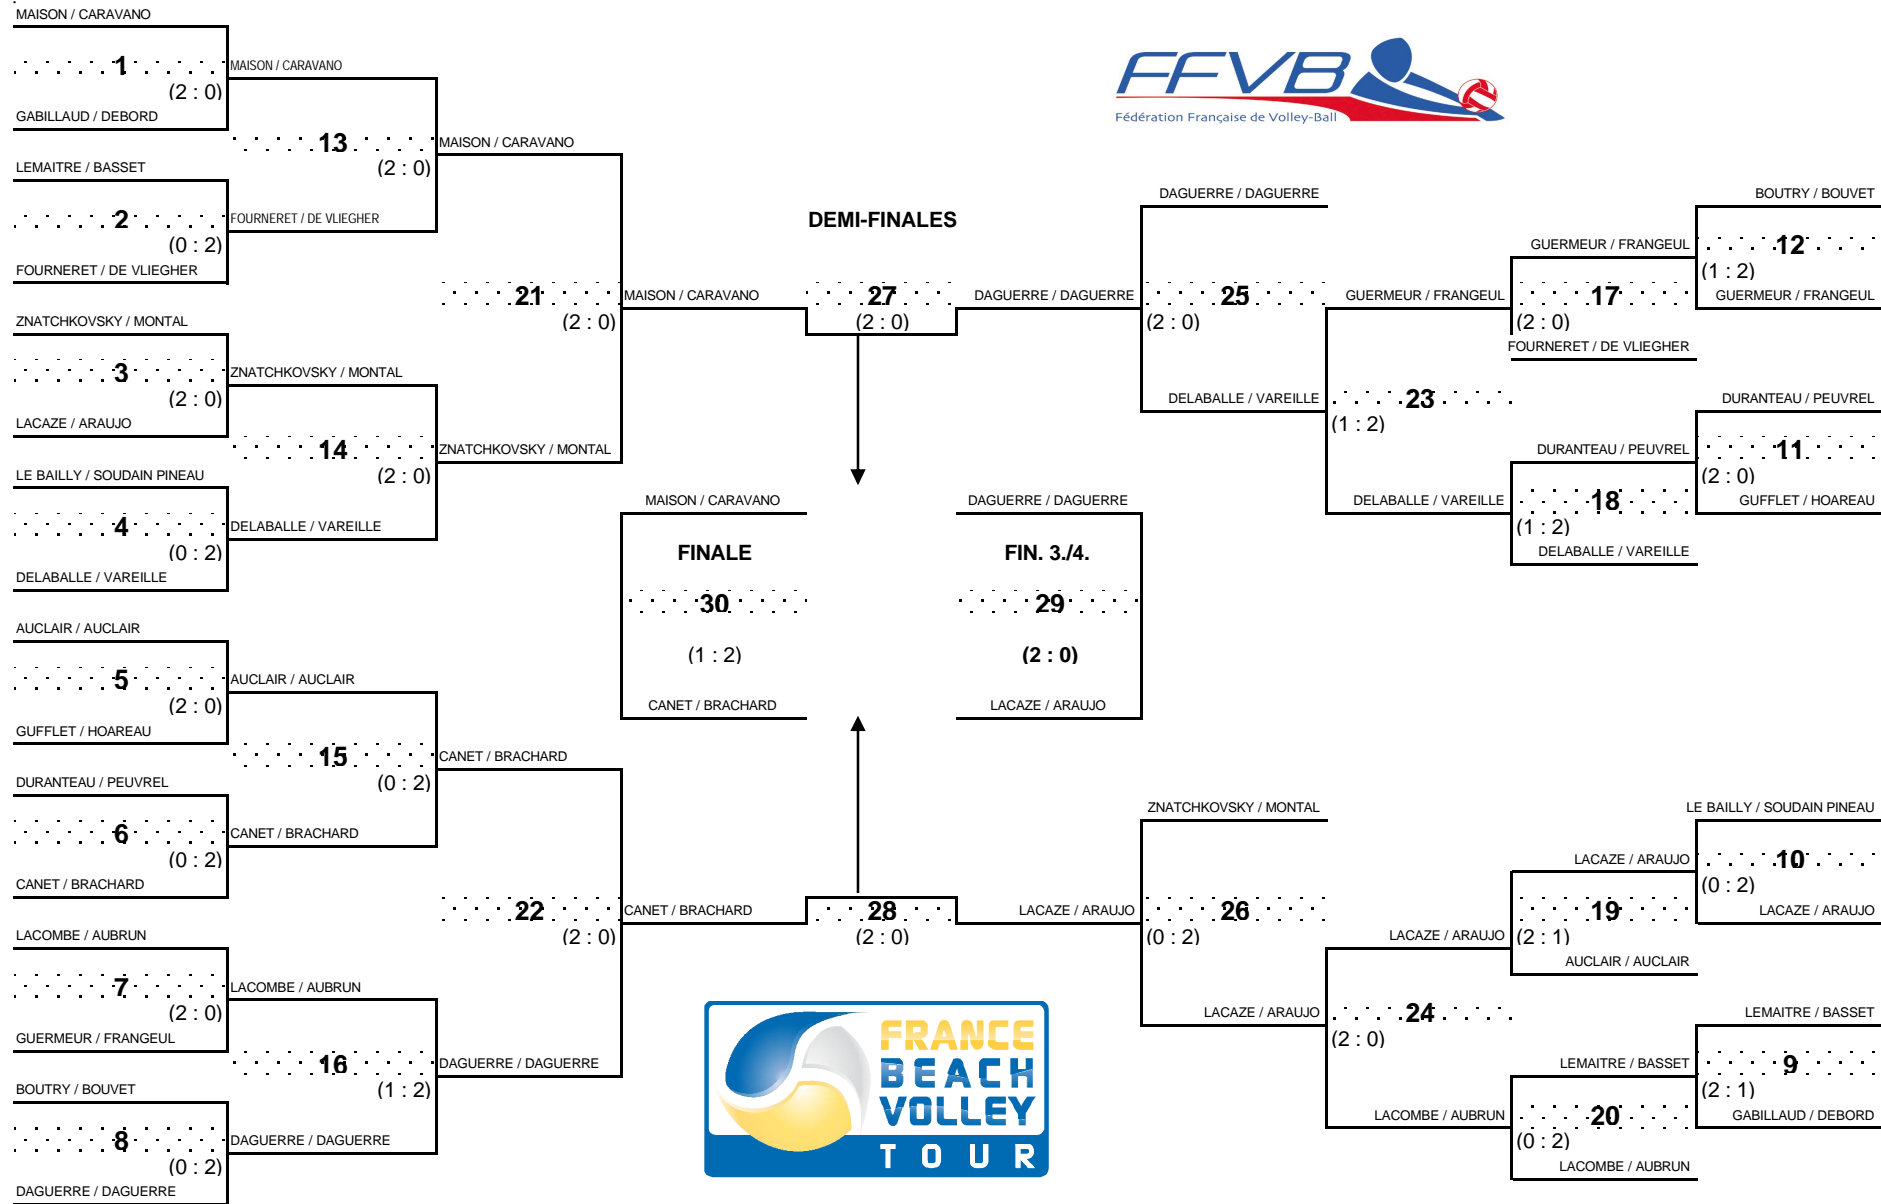 MAISON / CARAVANO
1
(2 : 0)
GABILLAUD / DEBORD
MAISON / CARAVANO
13
(2 : 0)
LEMAITRE / BASSET
2
(0 : 2)
FOURNERET / DE VLIEGHER
FOURNERET / DE VLIEGHER
MAISON / CARAVANO
21
(2 : 0)
ZNATCHKOVSKY / MONTAL
3
(2 : 0)
LACAZE / ARAUJO
ZNATCHKOVSKY / MONTAL
14
(2 : 0)
ZNATCHKOVSKY / MONTAL
LE BAILLY / SOUDAIN PINEAU
4
(0 : 2)
DELABALLE / VAREILLE
DELABALLE / VAREILLE
AUCLAIR / AUCLAIR
5
(2 : 0)
GUFFLET / HOAREAU
AUCLAIR / AUCLAIR
15
(0 : 2)
CANET / BRACHARD
DURANTEAU / PEUVREL
6
(0 : 2)
CANET / BRACHARD
CANET / BRACHARD
22
(2 : 0)
LACOMBE / AUBRUN
7
(2 : 0)
GUERMEUR / FRANGEUL
LACOMBE / AUBRUN
16
(1 : 2)
DAGUERRE / DAGUERRE
BOUTRY / BOUVET
8
(0 : 2)
DAGUERRE / DAGUERRE
DAGUERRE / DAGUERRE
DEMI-FINALES
MAISON / CARAVANO
27
(2 : 0)
DAGUERRE / DAGUERRE
MAISON / CARAVANO
FINALE
30
(1 : 2)
CANET / BRACHARD
DAGUERRE / DAGUERRE
FIN. 3./4.
29
(2 : 0)
LACAZE / ARAUJO
CANET / BRACHARD
28
(2 : 0)
LACAZE / ARAUJO
FRANCE
BEACH
VOLLEY
TOUR
FFVB
Fédération Française de Volley-Ball
DAGUERRE / DAGUERRE
25
(2 : 0)
DELABALLE / VAREILLE
GUERMEUR / FRANGEUL
23
(1 : 2)
DELABALLE / VAREILLE
GUERMEUR / FRANGEUL
17
(2 : 0)
FOURNERET / DE VLIEGHER
BOUTRY / BOUVET
12
(1 : 2)
GUERMEUR / FRANGEUL
DURANTEAU / PEUVREL
18
(1 : 2)
DELABALLE / VAREILLE
DURANTEAU / PEUVREL
11
(2 : 0)
GUFFLET / HOAREAU
ZNATCHKOVSKY / MONTAL
26
(0 : 2)
LACAZE / ARAUJO
LACAZE / ARAUJO
24
(2 : 0)
LACOMBE / AUBRUN
LACAZE / ARAUJO
19
(2 : 1)
AUCLAIR / AUCLAIR
LE BAILLY / SOUDAIN PINEAU
10
(0 : 2)
LACAZE / ARAUJO
LEMAITRE / BASSET
20
(0 : 2)
LACOMBE / AUBRUN
LEMAITRE / BASSET
9
(2 : 1)
GABILLAUD / DEBORD